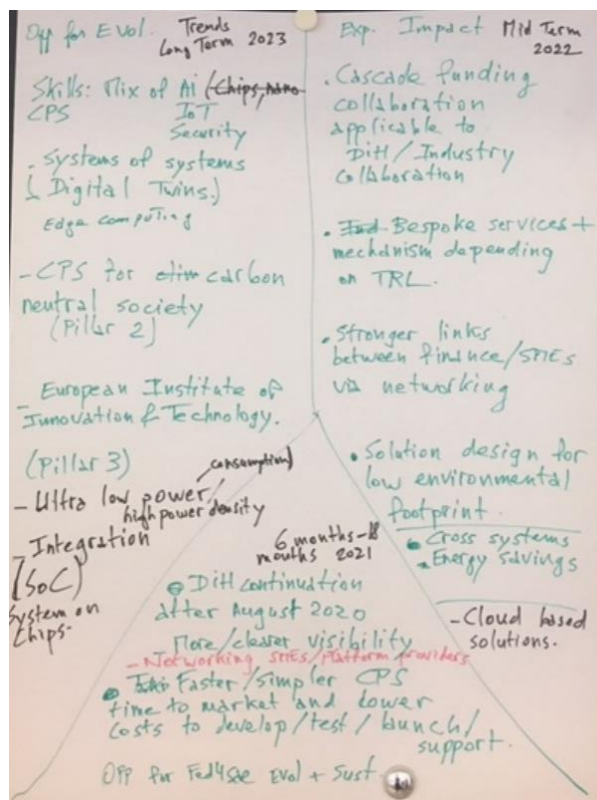 Opp for Evol. Trends
Long Term 2023
Skills: Mix of Ai (Chips, nano
CPS IoT
Security
. Systems of systems
(Digital Twins.)
Edge computing
- CPS for carbon
neutral society
(Pillar 2)
- European Institute of
Innovation & Technology.
(Pillar 3)
- Ultra low power / consumption)
high power density
- Integration
(SoC)
System on
Chips-
Exp. Impact Mid Term
2022
. Cascade funding
collaboration
applicable to
DiH / Industry
Collaboration
. Bespoke services +
mechanism depending
on TRL.
. Stronger links
between finance/SMEs
via networking
. Solution design for
low environmental
footprint.
Cross systems
Energy savings
- Cloud based
solutions.
6 months - 18
months 2021
DiH continuation
after August 2020
More/clearer visibility
- Networking SMEs/Platform providers
Faster/simpler CPS
time to market and lower
costs to develop/test/launch/
support.
Opp for Fed4Sae Evol + Sust.